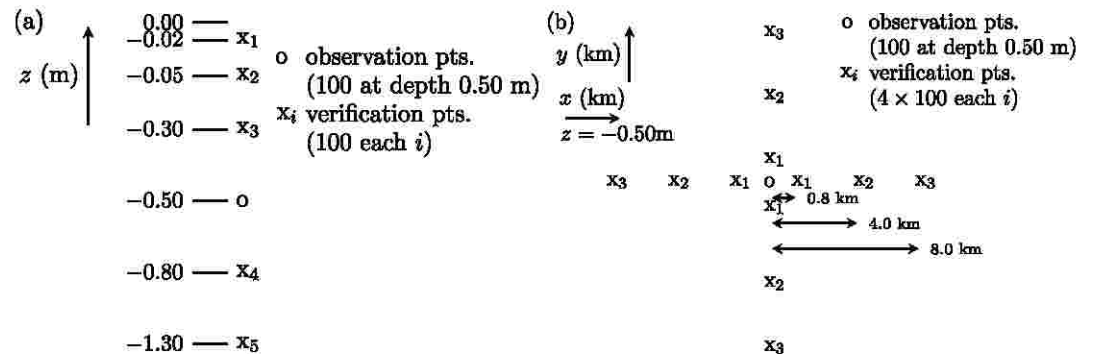 (a)
0.00
−0.02 x₁
z (m)
−0.05 x₂
−0.30 x₃
−0.50 o
−0.80 x₄
−1.30 x₅
o observation pts.
(100 at depth 0.50 m)
xᵢ verification pts.
(100 each i)
(b)
y (km)
x (km)
z = −0.50m
o observation pts.
(100 at depth 0.50 m)
xᵢ verification pts.
(4 × 100 each i)
x₃
x₂
x₁
x₃ x₂ x₁ o x₁ x₂ x₃
x₁ 0.8 km
4.0 km
8.0 km
x₂
x₃